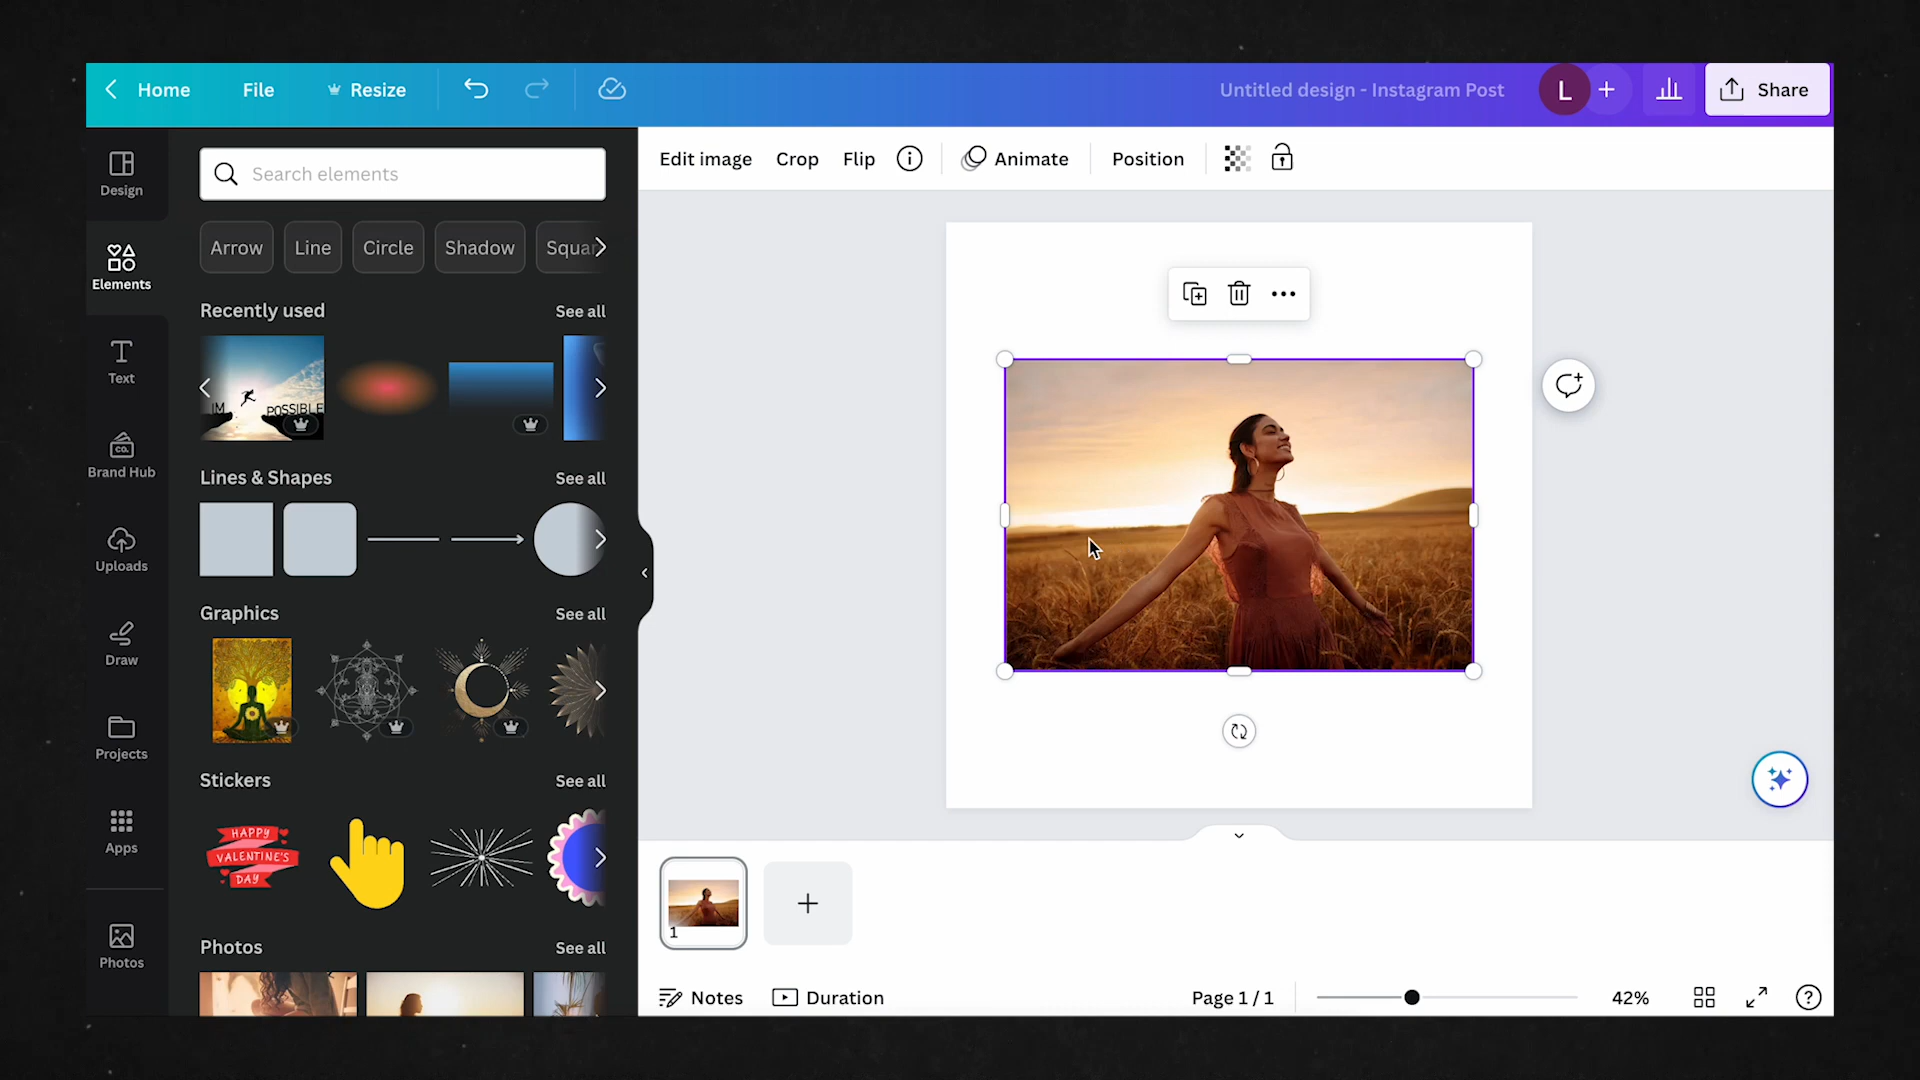 Home File Resize Untitled design - Instagram Post L + Share
Design
Search elements
Edit image Crop Flip Animate Position
Arrow Line Circle Shadow Squar
Elements
Recently used See all
IM POSSIBLE
Text
Brand Hub
CO.
Lines & Shapes See all
Uploads
Graphics See all
Draw
Projects
Stickers See all
HAPPY
VALENTINE'S
DAY
Apps
Photos See all
1
+
Photos
Notes Duration Page 1 / 1 42% ?